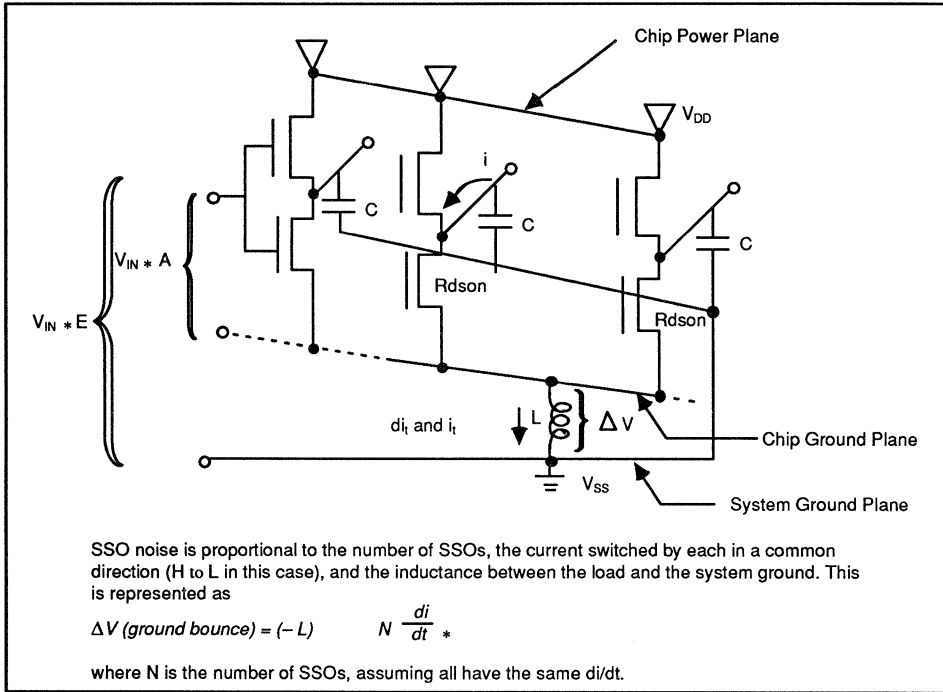 Chip Power Plane
V_DD
i
C
C
C
V_IN * A
V_IN * E
Rdson
Rdson
di_t and i_t
L
Δ V
Chip Ground Plane
V_SS
System Ground Plane
SSO noise is proportional to the number of SSOs, the current switched by each in a common
direction (H to L in this case), and the inductance between the load and the system ground. This
is represented as
Δ V (ground bounce) = (– L) N di/dt *
where N is the number of SSOs, assuming all have the same di/dt.